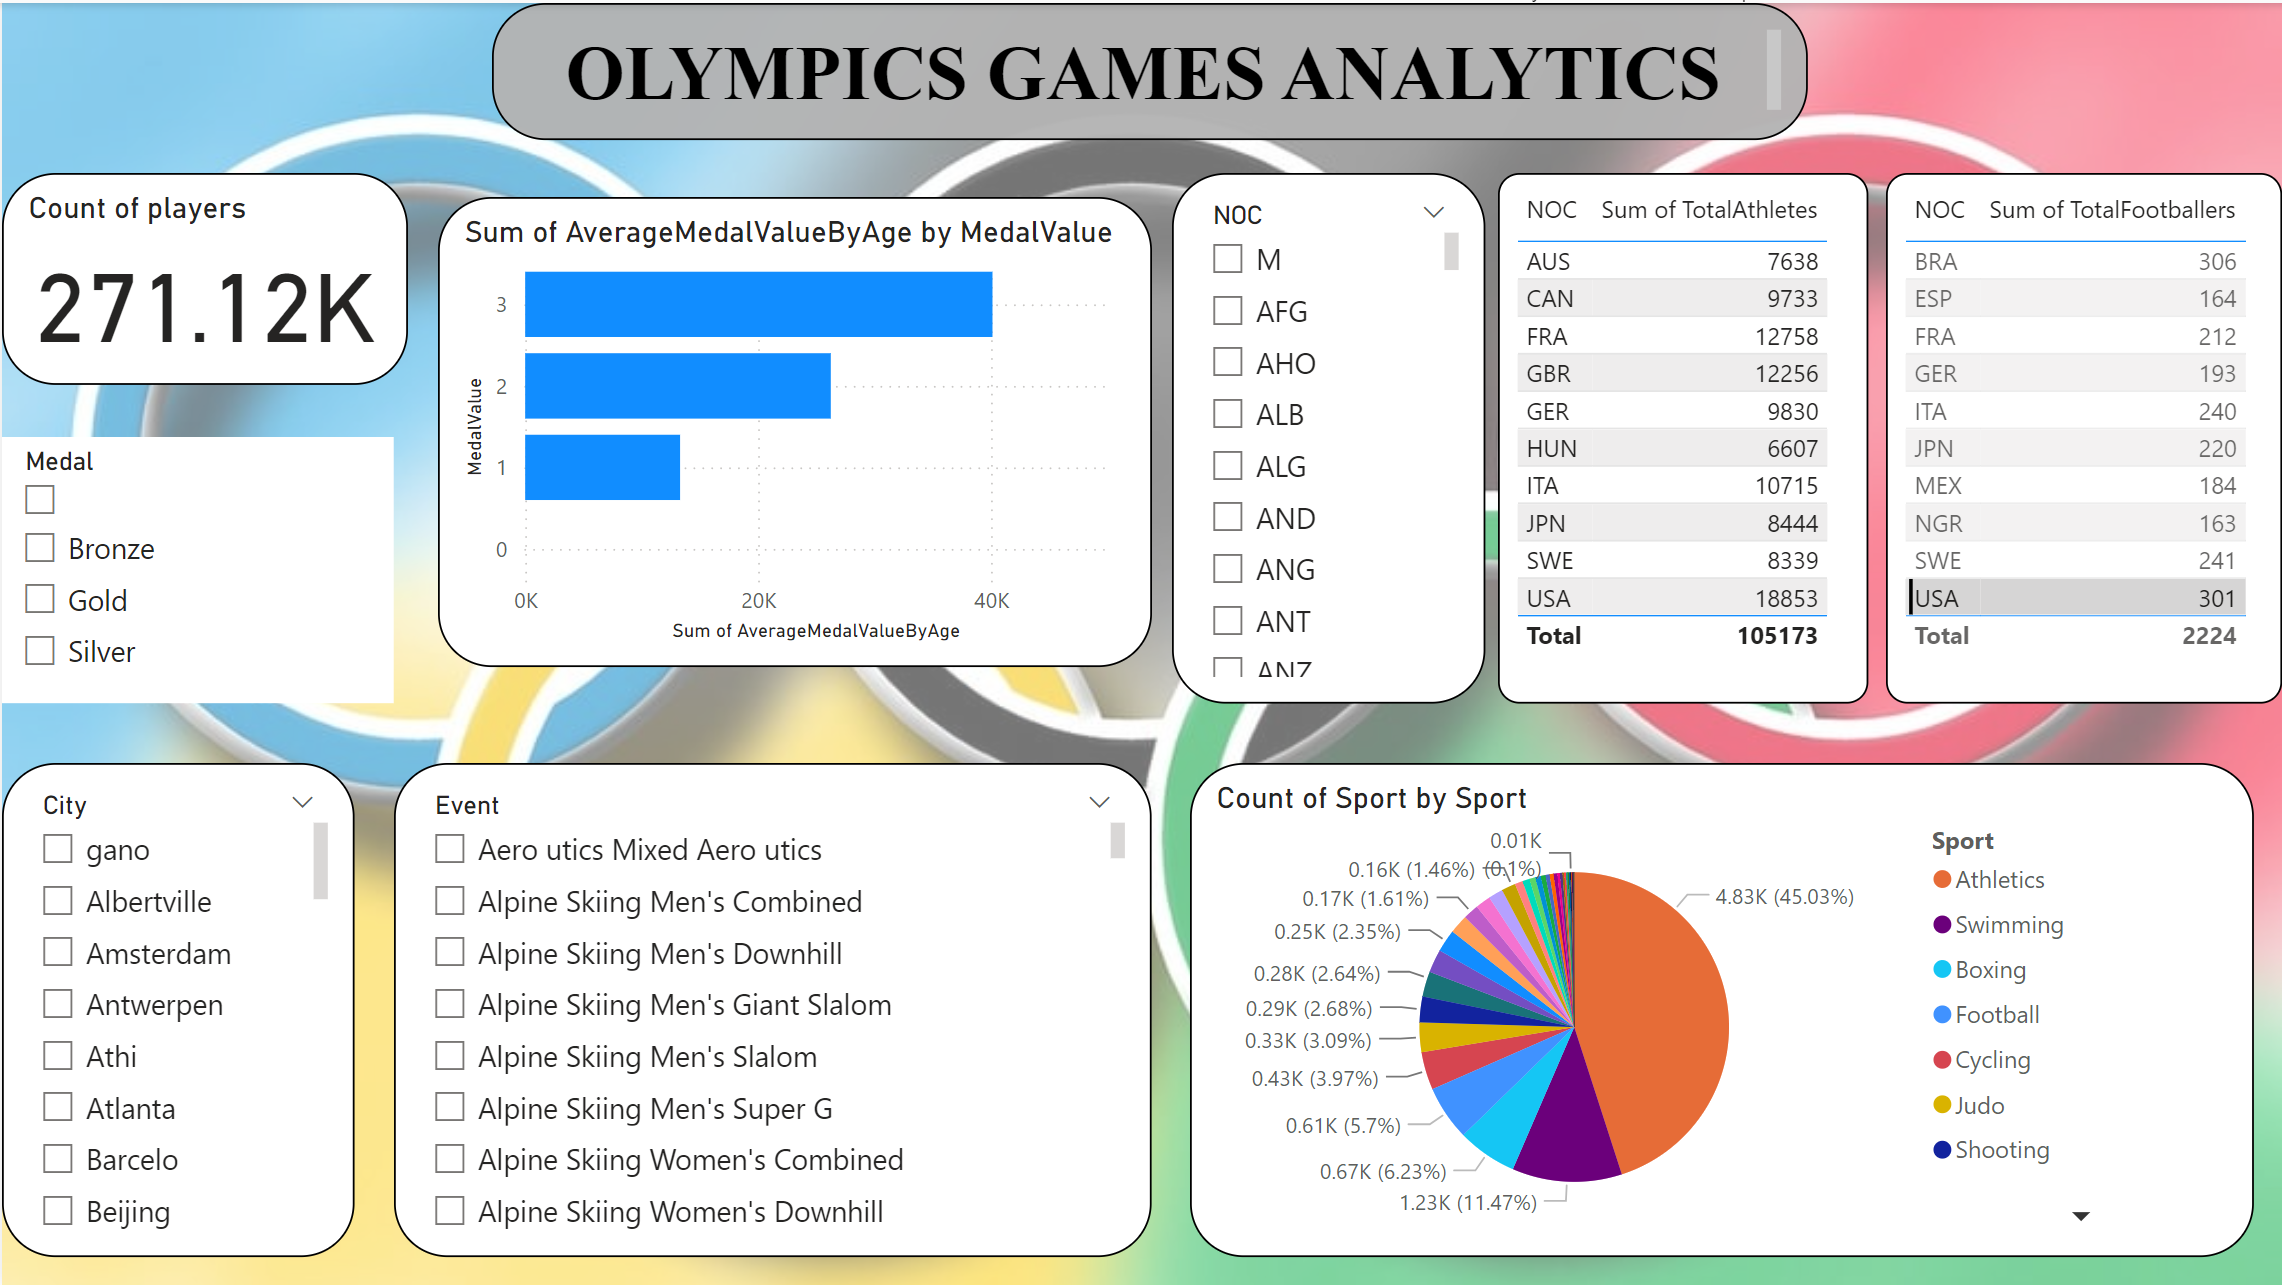 OLYMPICS GAMES ANALYTICS
Count of players
271.12K
Medal
Bronze
Gold
Silver
Sum of AverageMedalValueByAge by MedalValue
MedalValue
3
2
1
0
0K 20K 40K
Sum of AverageMedalValueByAge
NOC
M
AFG
AHO
ALB
ALG
AND
ANG
ANT
ANZ
NOC Sum of TotalAthletes
AUS 7638
CAN 9733
FRA 12758
GBR 12256
GER 9830
HUN 6607
ITA 10715
JPN 8444
SWE 8339
USA 18853
Total 105173
NOC Sum of TotalFootballers
BRA 306
ESP 164
FRA 212
GER 193
ITA 240
JPN 220
MEX 184
NGR 163
SWE 241
USA 301
Total 2224
City
gano
Albertville
Amsterdam
Antwerpen
Athi
Atlanta
Barcelo
Beijing
Event
Aero utics Mixed Aero utics
Alpine Skiing Men's Combined
Alpine Skiing Men's Downhill
Alpine Skiing Men's Giant Slalom
Alpine Skiing Men's Slalom
Alpine Skiing Men's Super G
Alpine Skiing Women's Combined
Alpine Skiing Women's Downhill
Count of Sport by Sport
0.01K
(0.1%)
0.16K (1.46%)
0.17K (1.61%)
0.25K (2.35%)
0.28K (2.64%)
0.29K (2.68%)
0.33K (3.09%)
0.43K (3.97%)
0.61K (5.7%)
0.67K (6.23%)
1.23K (11.47%)
4.83K (45.03%)
Sport
Athletics
Swimming
Boxing
Football
Cycling
Judo
Shooting